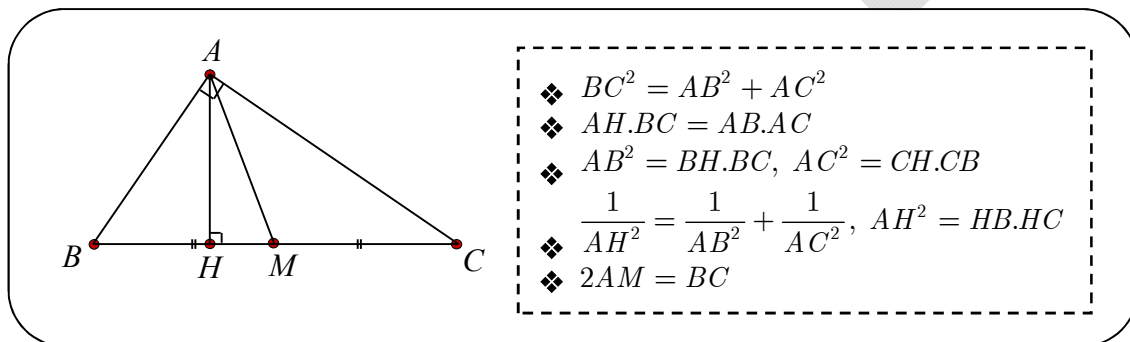 A
B
H
M
C
❖ BC² = AB² + AC²
❖ AH.BC = AB.AC
❖ AB² = BH.BC, AC² = CH.CB
❖ 1/AH² = 1/AB² + 1/AC², AH² = HB.HC
❖ 2AM = BC